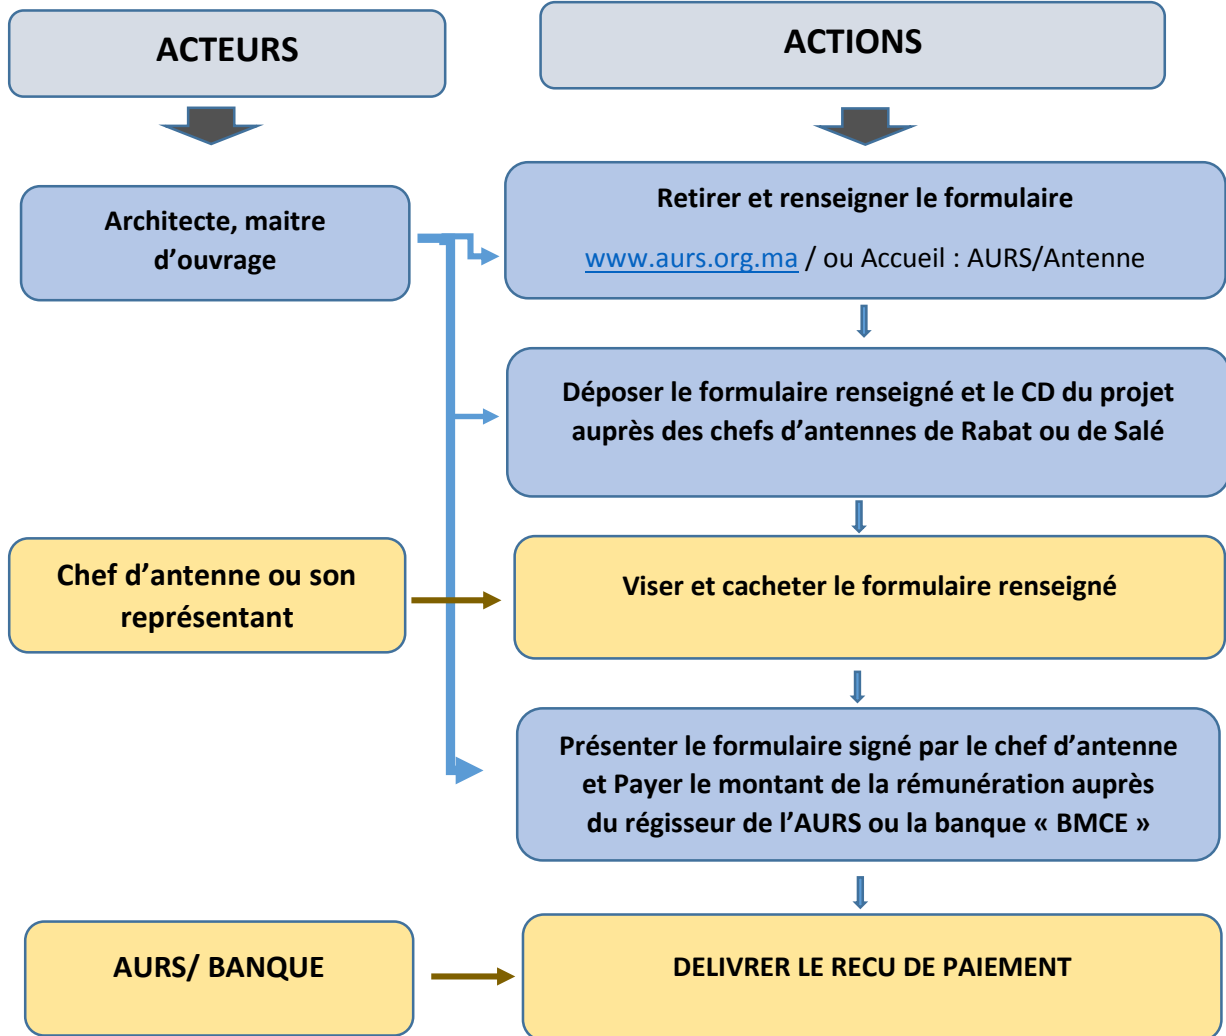 ACTEURS
ACTIONS
Architecte, maitre
d’ouvrage
Retirer et renseigner le formulaire
www.aurs.org.ma / ou Accueil : AURS/Antenne
Déposer le formulaire renseigné et le CD du projet
auprès des chefs d’antennes de Rabat ou de Salé
Chef d’antenne ou son
représentant
Viser et cacheter le formulaire renseigné
Présenter le formulaire signé par le chef d’antenne
et Payer le montant de la rémunération auprès
du régisseur de l’AURS ou la banque « BMCE »
AURS/ BANQUE
DELIVRER LE RECU DE PAIEMENT